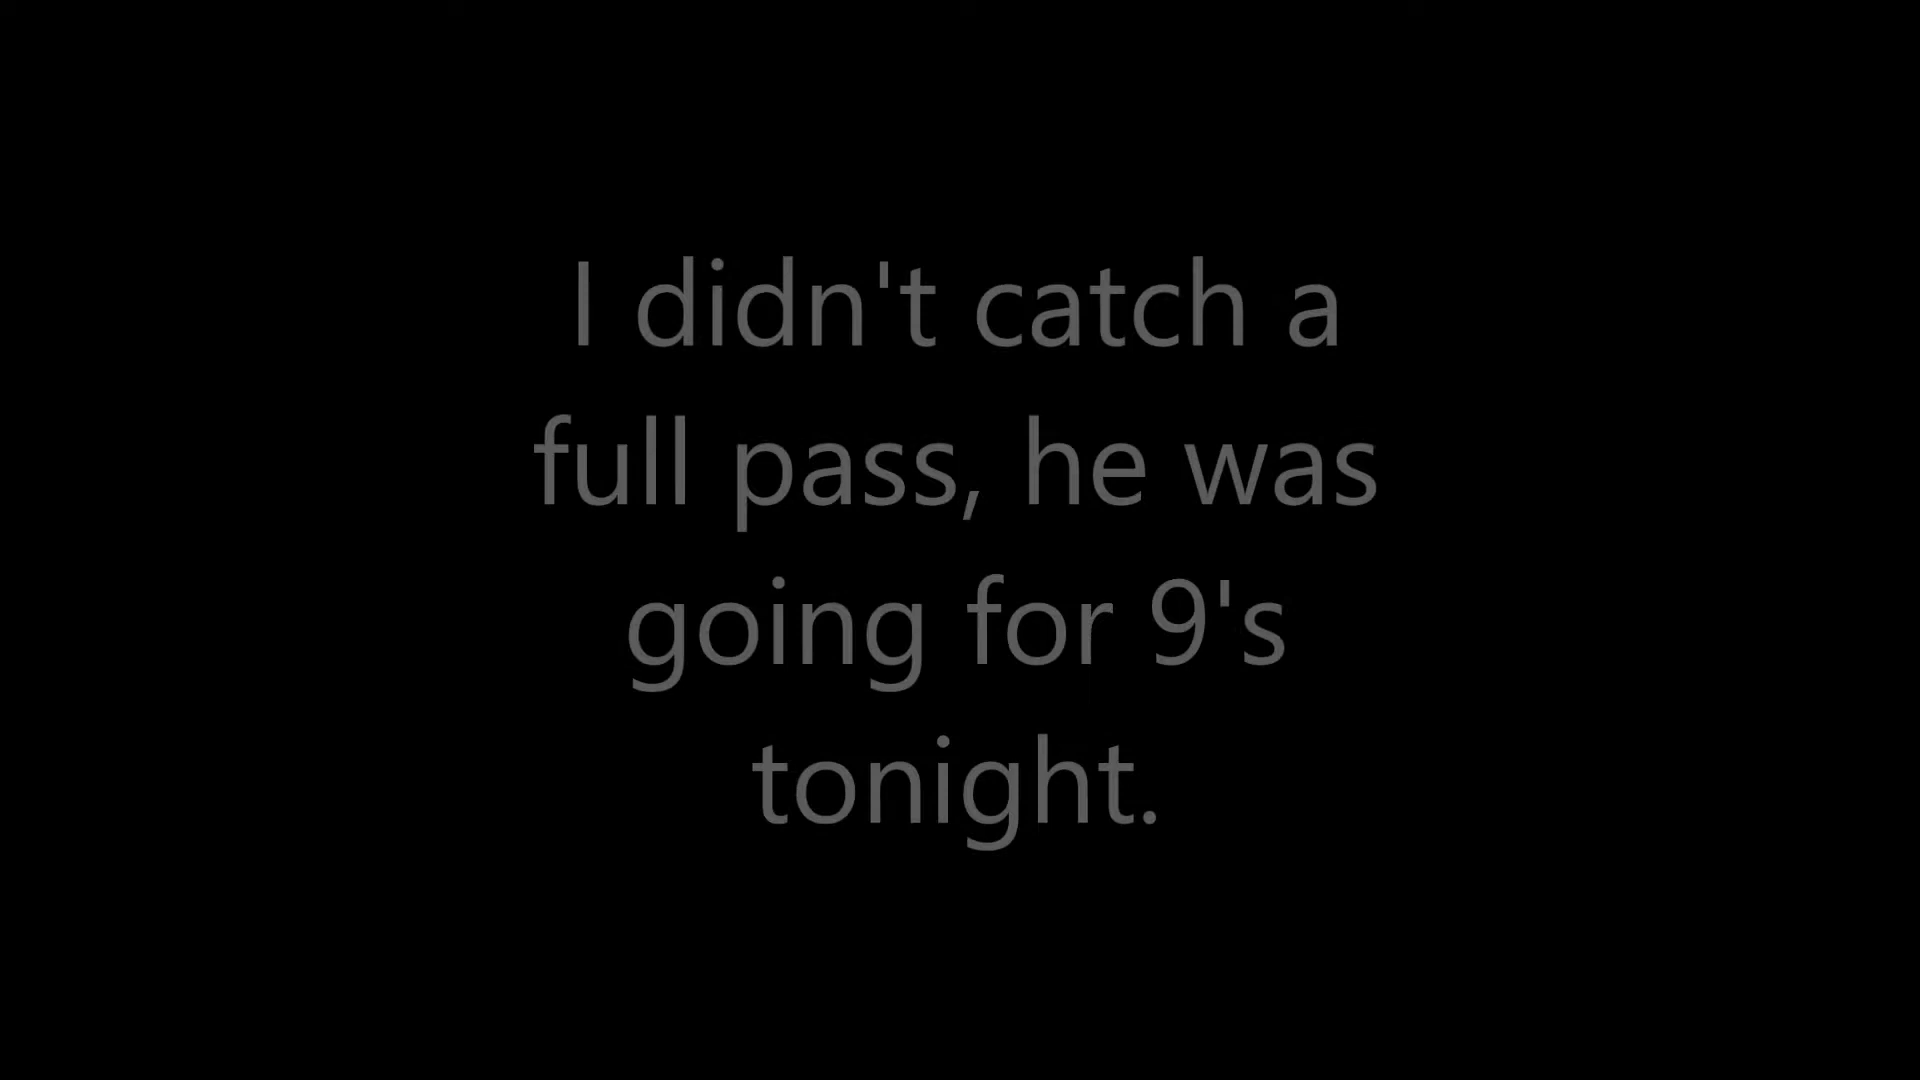 I didn't catch a
full pass, he was
going for 9's
tonight.